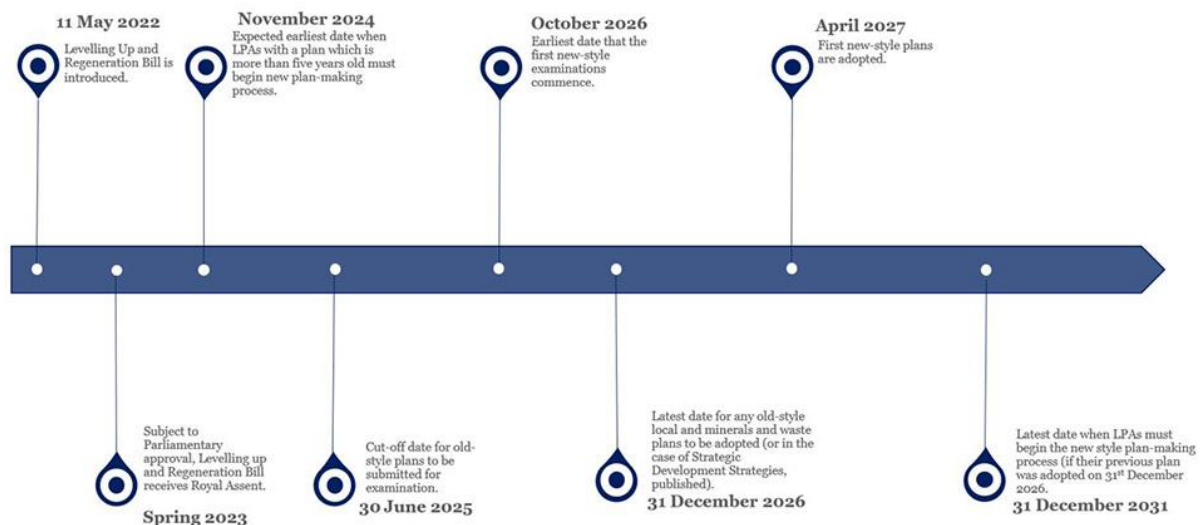 11 May 2022
Levelling Up and
Regeneration Bill is
introduced.
November 2024
Expected earliest date when
LPAs with a plan which is
more than five years old must
begin new plan-making
process.
October 2026
Earliest date that the
first new-style
examinations
commence.
April 2027
First new-style plans
are adopted.
Subject to
Parliamentary
approval, Levelling up
and Regeneration Bill
receives Royal Assent.
Spring 2023
Cut-off date for old-
style plans to be
submitted for
examination.
30 June 2025
Latest date for any old-style
local and minerals and waste
plans to be adopted (or in the
case of Strategic
Development Strategies,
published).
31 December 2026
Latest date when LPAs must
begin the new style plan-making
process (if their previous plan
was adopted on 31st December
2026.
31 December 2031